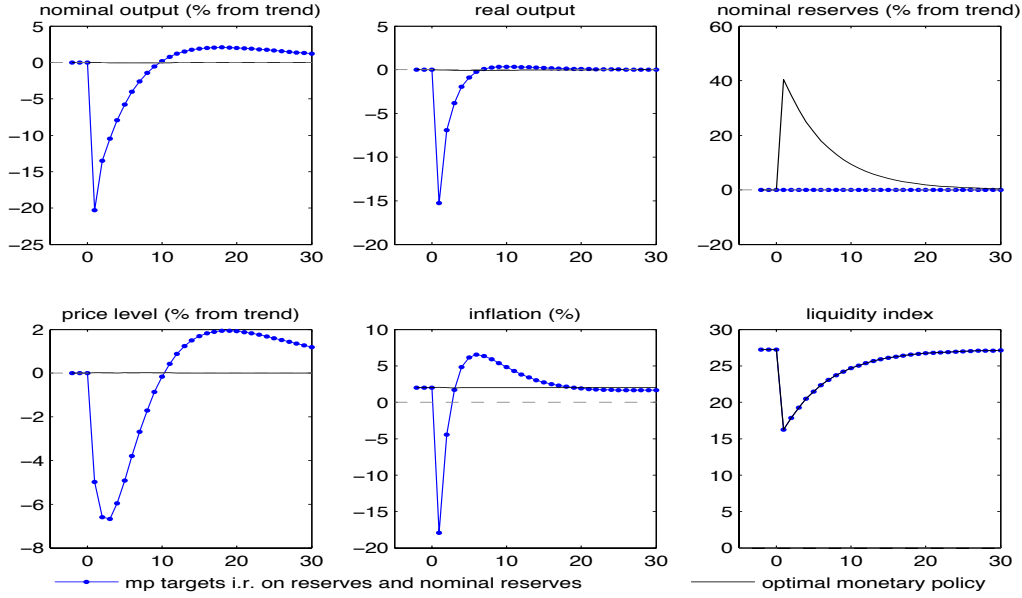 nominal output (% from trend)
real output
nominal reserves (% from trend)
5
0
−5
−10
−15
−20
−25
0 10 20 30
5
0
−5
−10
−15
−20
0 10 20 30
60
40
20
0
−20
0 10 20 30
price level (% from trend)
inflation (%)
liquidity index
2
0
−2
−4
−6
−8
0 10 20 30
10
5
0
−5
−10
−15
−20
0 10 20 30
30
25
20
15
10
5
0
0 10 20 30
mp targets i.r. on reserves and nominal reserves
optimal monetary policy